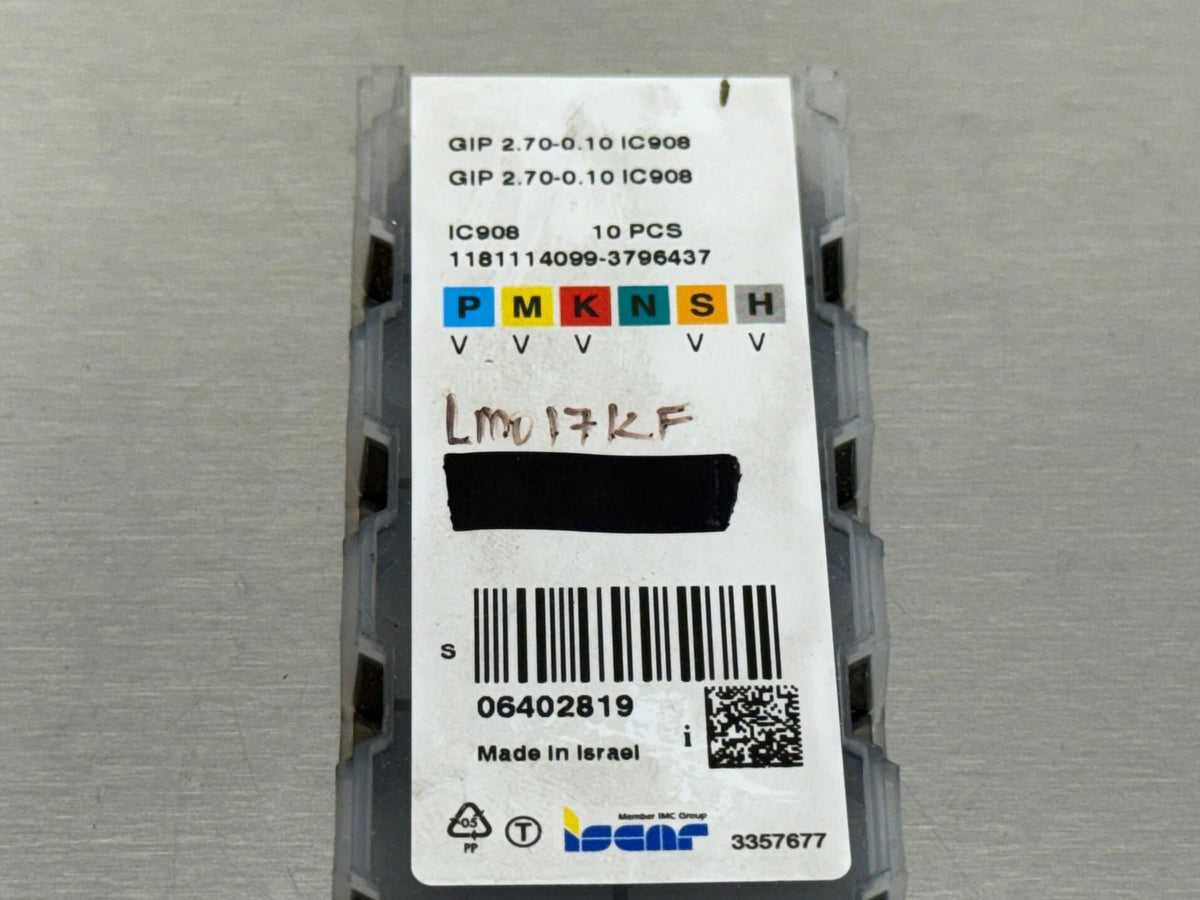 GIP 2.70-0.10 IC908
GIP 2.70-0.10 IC908
IC908 10 PCS
1181114099-3796437
P M K N S H
V V V V V
LM017KF
S
06402819
i
Made in Israel
05
PP
T
Member IMC Group
iscar
3357677